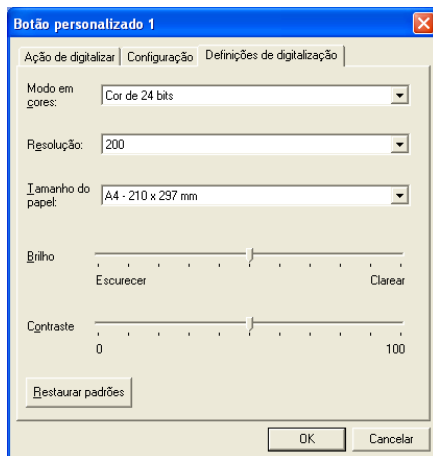 Botão personalizado 1
Ação de digitalizar Configuração Definições de digitalização
Modo em cores: Cor de 24 bits
Resolução: 200
Tamanho do papel: A4 - 210 x 297 mm
Brilho
Escurecer Clarear
Contraste
0 100
Restaurar padrões
OK Cancelar